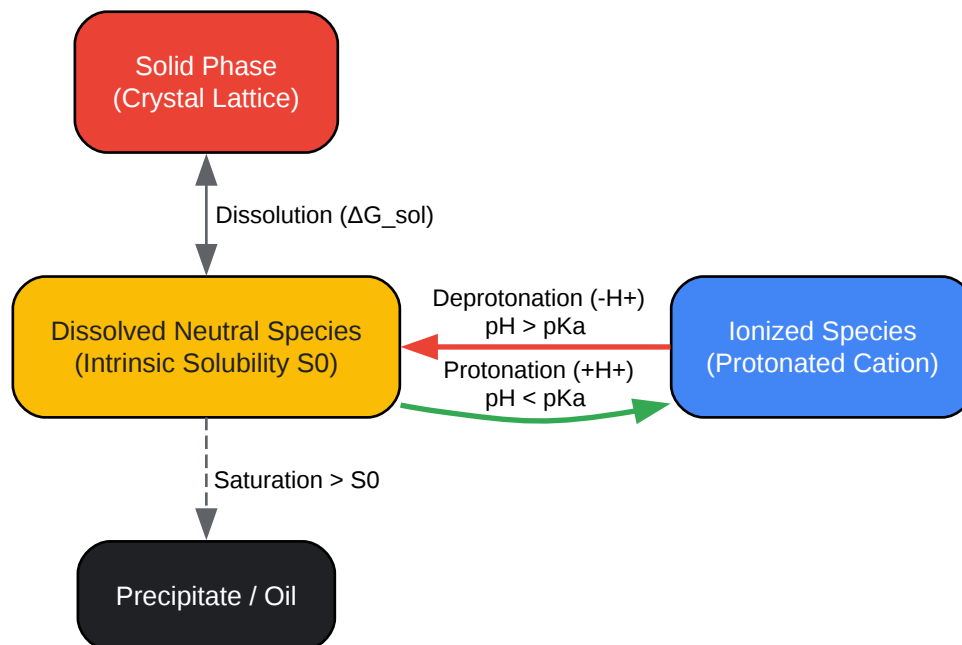 Solid Phase
(Crystal Lattice)
Dissolution (ΔG_sol)
Dissolved Neutral Species
(Intrinsic Solubility S0)
Deprotonation (-H+)
pH > pKa
Protonation (+H+)
pH < pKa
Ionized Species
(Protonated Cation)
Saturation > S0
Precipitate / Oil